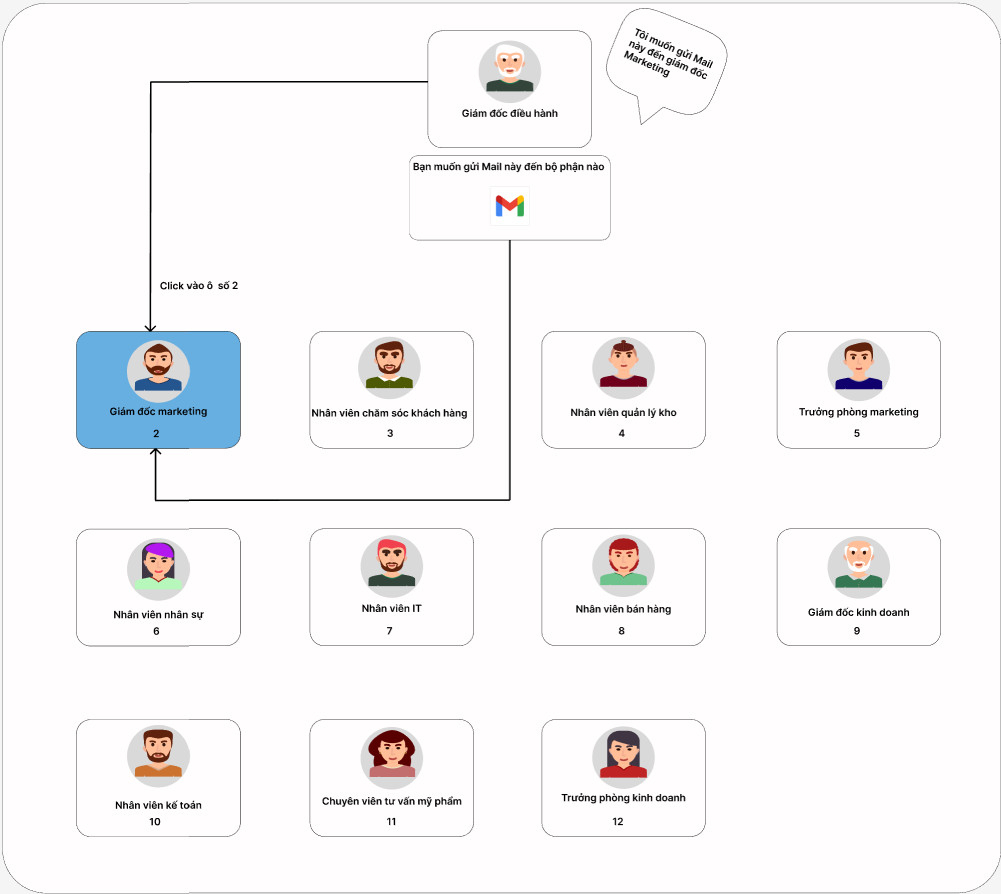 Tôi muốn gửi Mail
này đến giám đốc
Marketing
Giám đốc điều hành
Bạn muốn gửi Mail này đến bộ phận nào
Click vào ô số 2
Giám đốc marketing
2
Nhân viên chăm sóc khách hàng
3
Nhân viên quản lý kho
4
Trưởng phòng marketing
5
Nhân viên nhân sự
6
Nhân viên IT
7
Nhân viên bán hàng
8
Giám đốc kinh doanh
9
Nhân viên kế toán
10
Chuyên viên tư vấn mỹ phẩm
11
Trưởng phòng kinh doanh
12